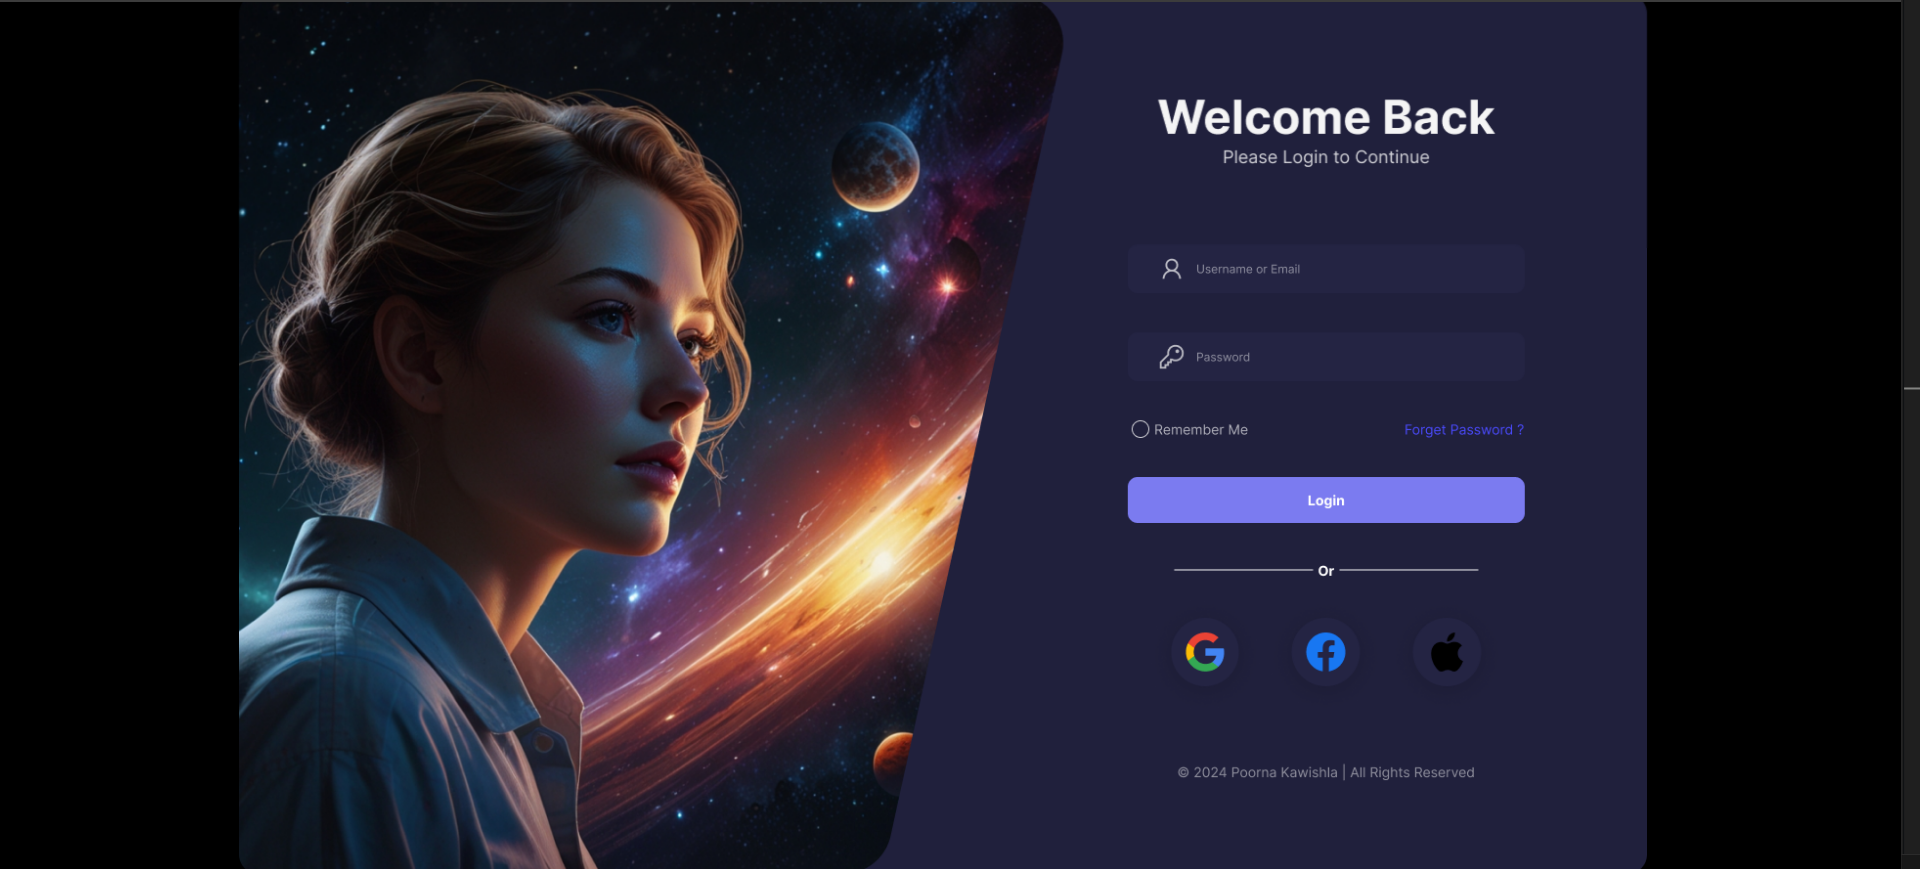 Welcome Back
Please Login to Continue
Username or Email
Password
Remember Me
Forget Password ?
Login
Or
© 2024 Poorna Kawishla | All Rights Reserved